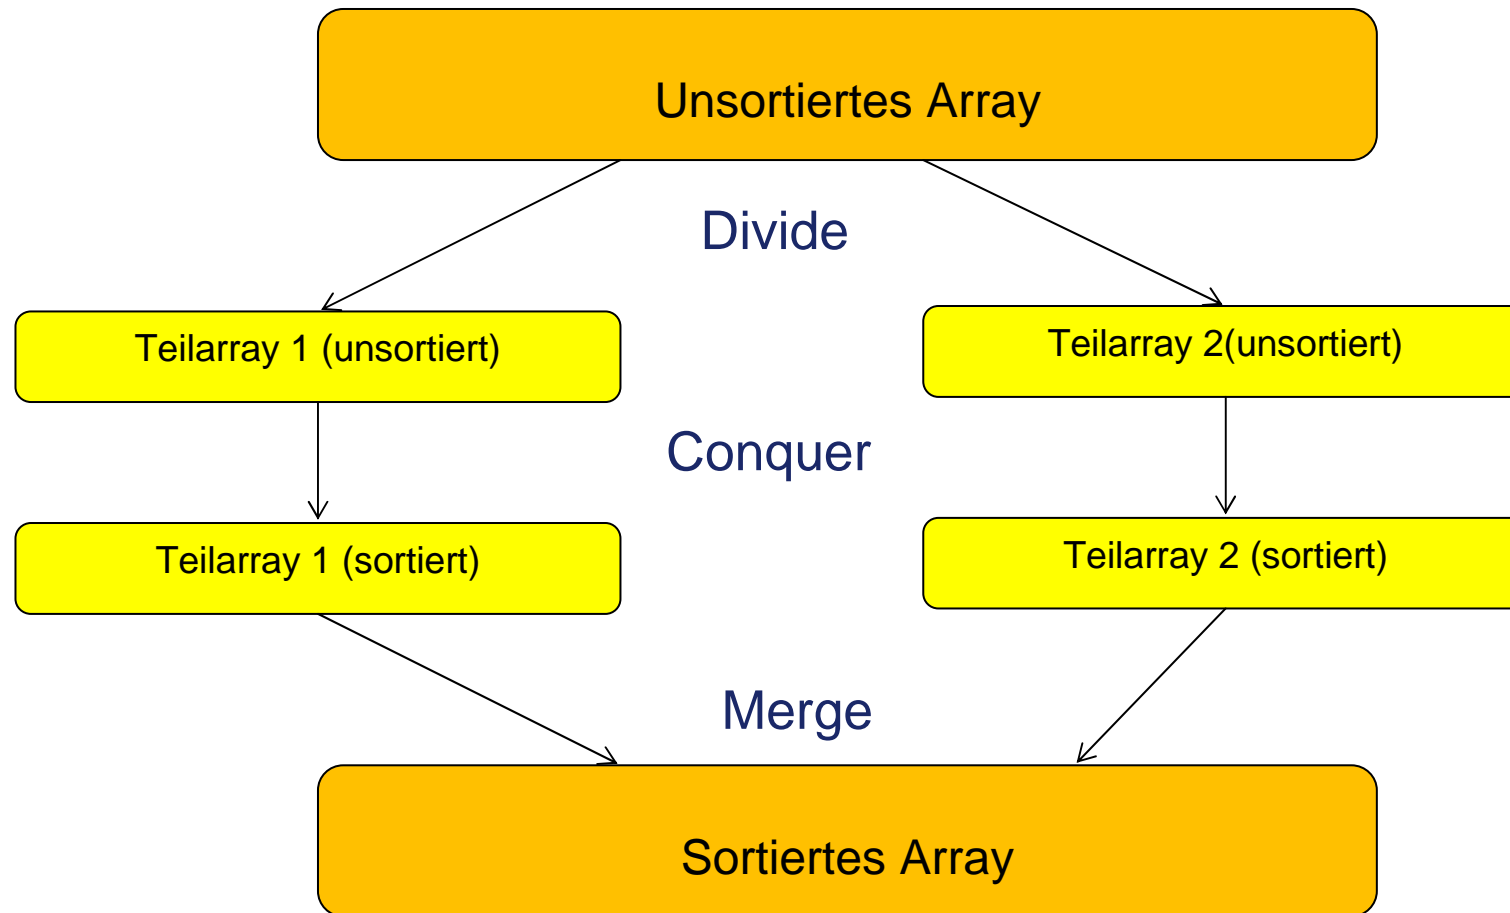 Unsortiertes Array
Divide
Teilarray 1 (unsortiert)
Teilarray 2(unsortiert)
Conquer
Teilarray 1 (sortiert)
Teilarray 2 (sortiert)
Merge
Sortiertes Array